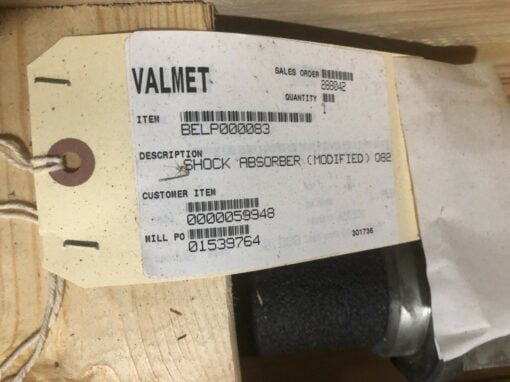 VALMET
SALES ORDER
288042
QUANTITY
1
ITEM
BELP000083
DESCRIPTION
SHOCK ABSORBER (MODIFIED) 082
CUSTOMER ITEM
0000059948
MILL PO
01539764
301736